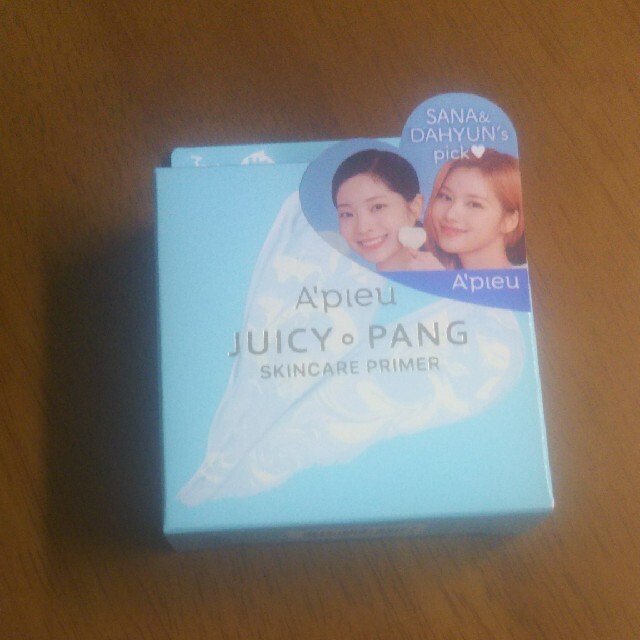 SANA&
DAHYUN's
pick♥
A'pieu
A'pieu
JUICY PANG
SKINCARE PRIMER